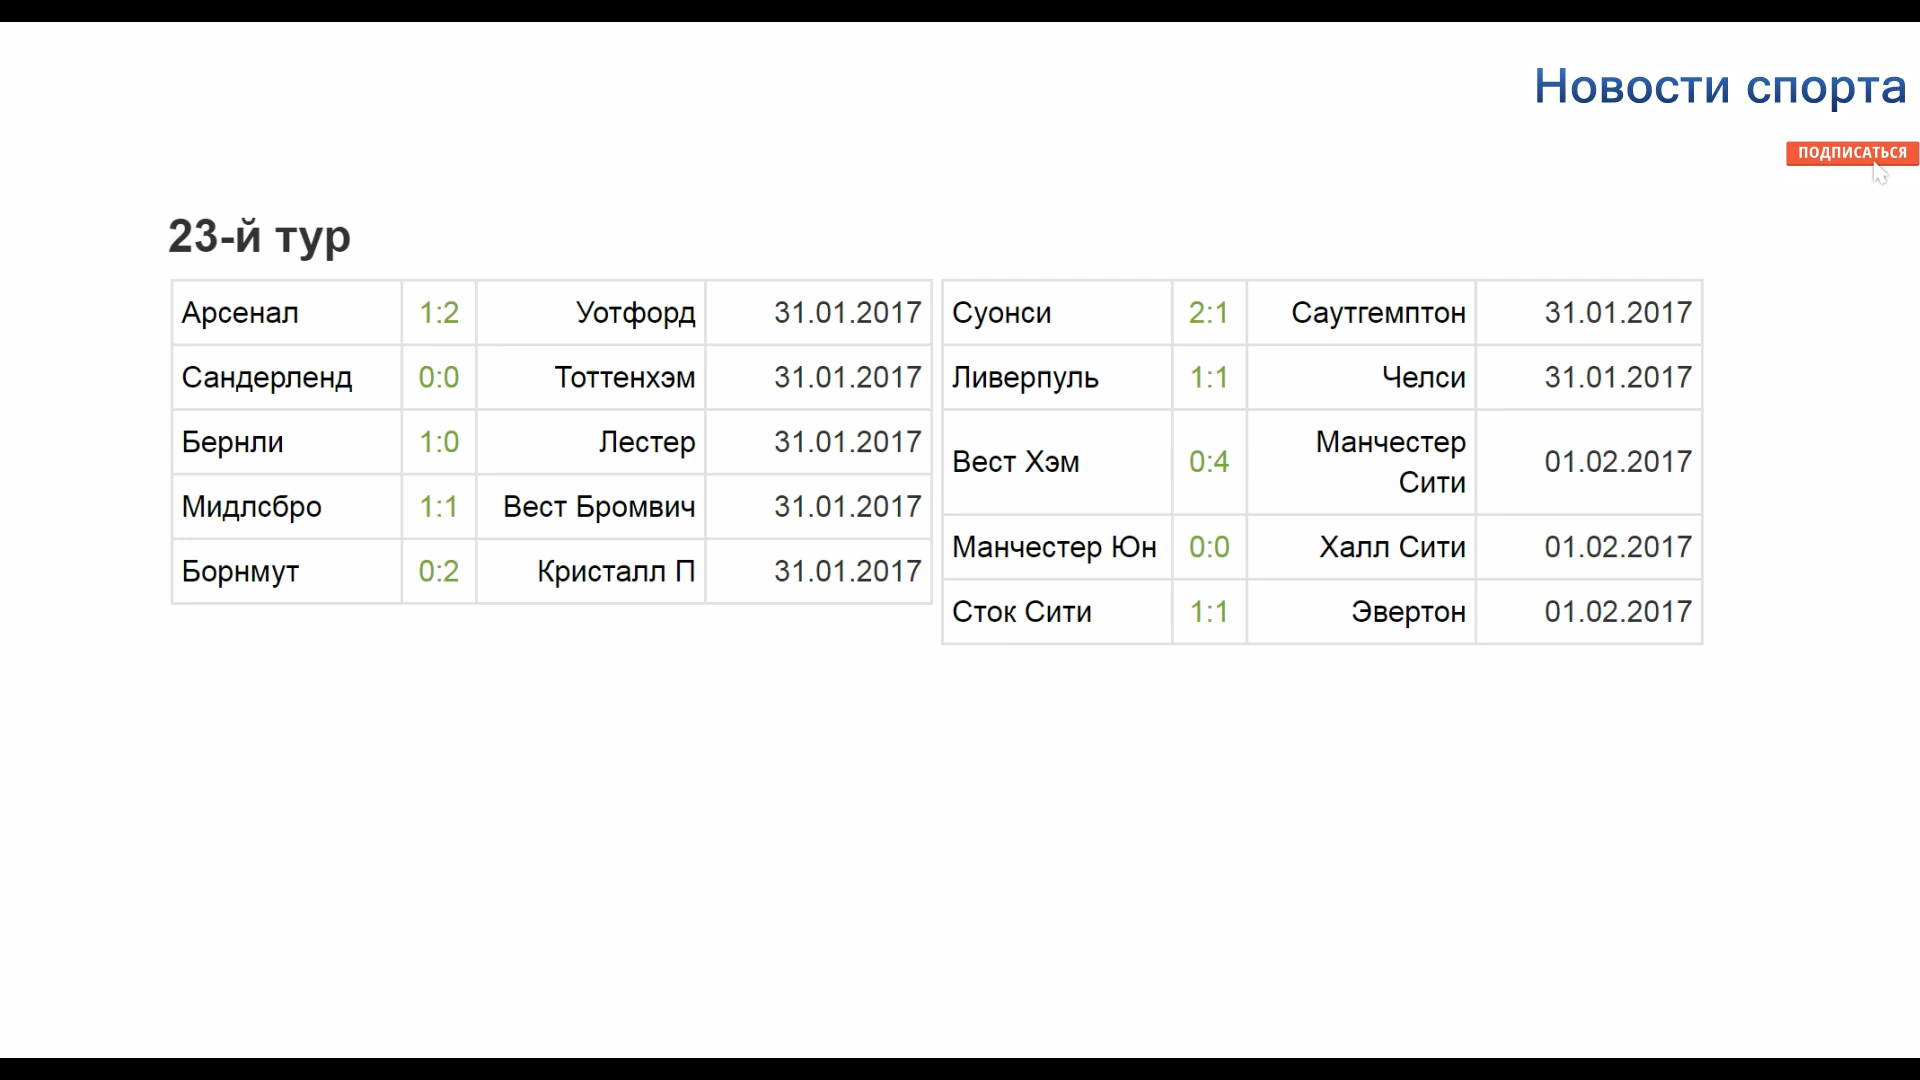 Новости спорта
ПОДПИСАТЬСЯ
23-й тур
Арсенал 1:2 Уотфорд 31.01.2017
Сандерленд 0:0 Тоттенхэм 31.01.2017
Бернли 1:0 Лестер 31.01.2017
Мидлсбро 1:1 Вест Бромвич 31.01.2017
Борнмут 0:2 Кристалл П 31.01.2017
Суонси 2:1 Саутгемптон 31.01.2017
Ливерпуль 1:1 Челси 31.01.2017
Вест Хэм 0:4 Манчестер
Сити 01.02.2017
Манчестер Юн 0:0 Халл Сити 01.02.2017
Сток Сити 1:1 Эвертон 01.02.2017